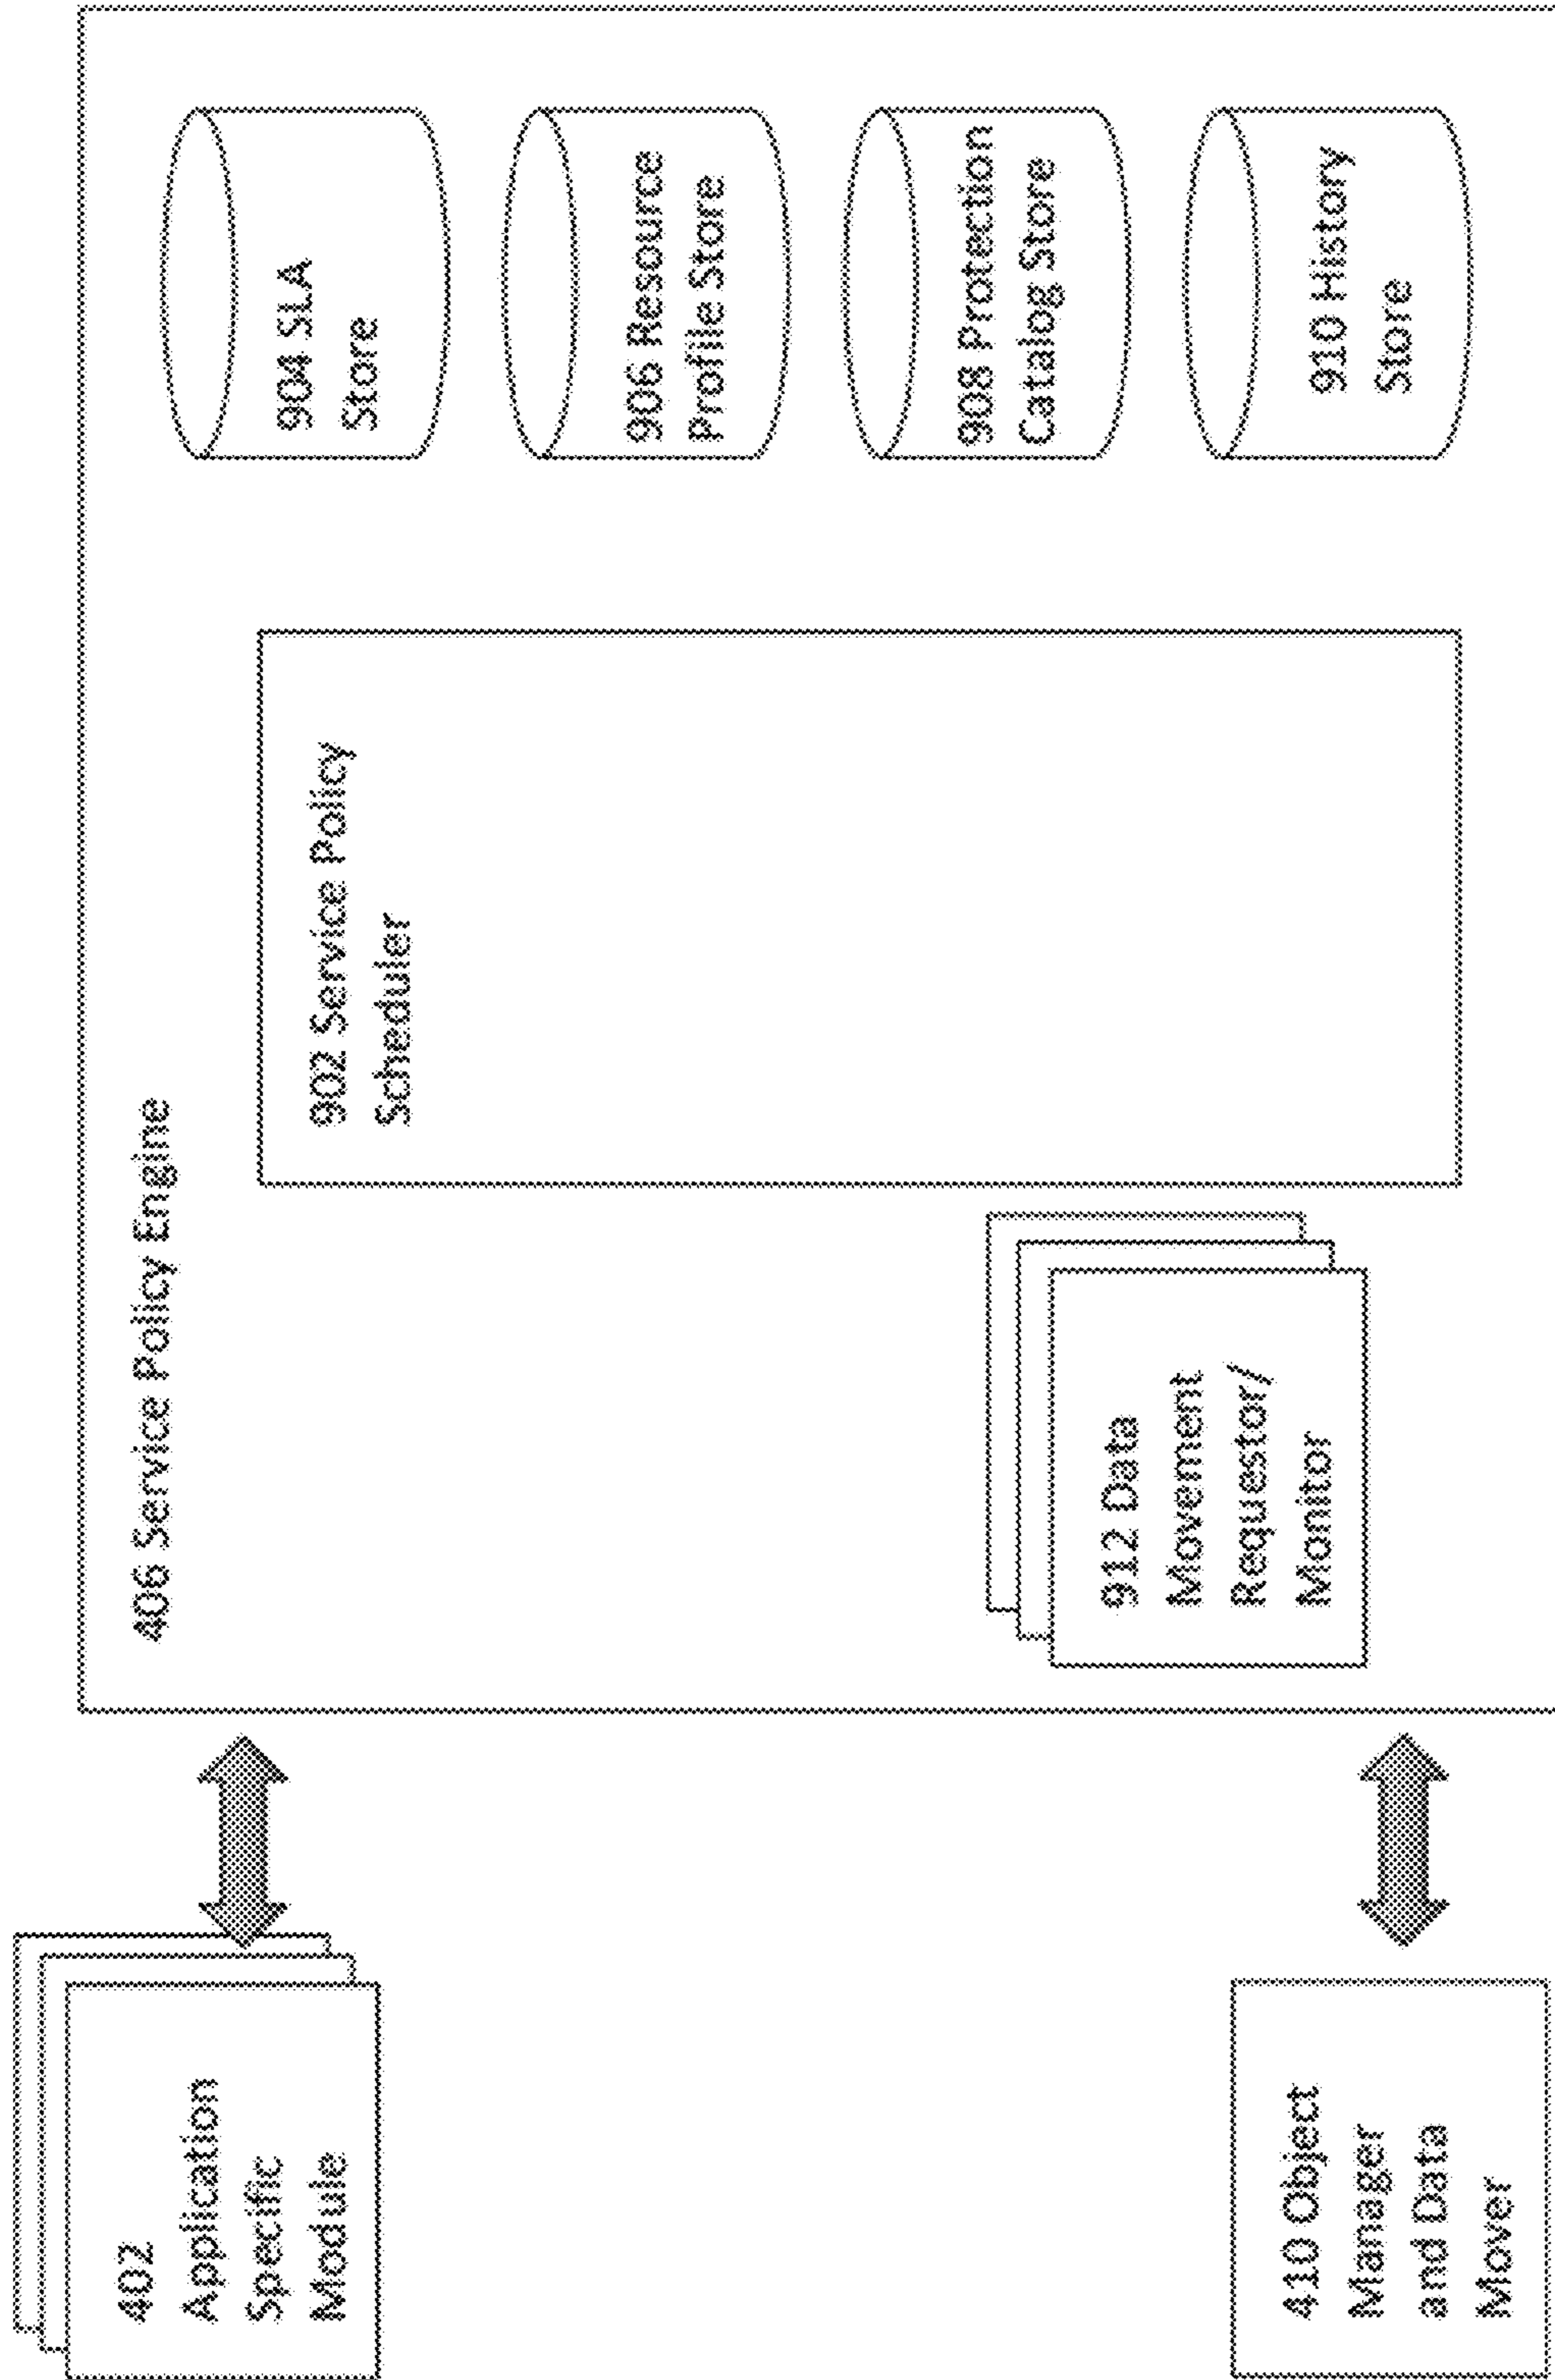 402
Application
Specific
Module
410 Object
Manager
and Data
Mover
406 Service Policy Engine
912 Data
Movement
Requestor/
Monitor
902 Service Policy
Scheduler
904 SLA
Store
906 Resource
Profile Store
908 Protection
Catalog Store
910 History
Store